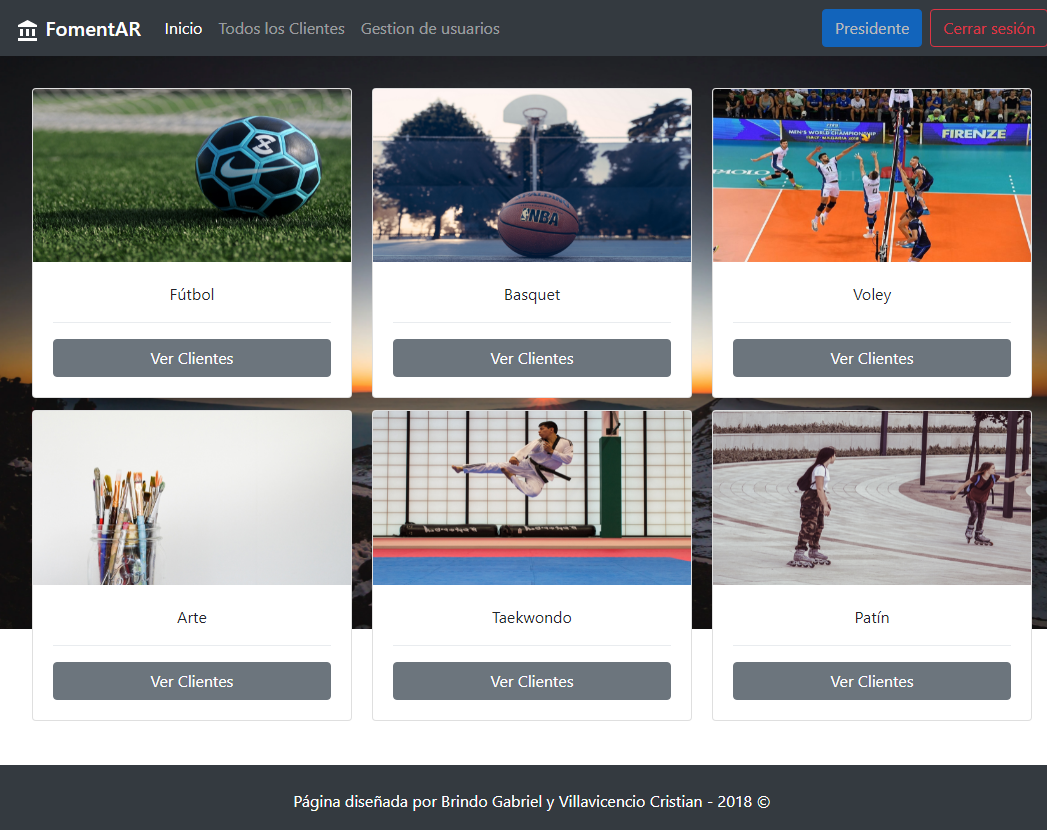 FomentAR Inicio Todos los Clientes Gestion de usuarios Presidente Cerrar sesión
8
NBA
MEN'S WORLD CHAMPIONSHIP
FIRENZE
Fútbol
Basquet
Voley
Ver Clientes
Ver Clientes
Ver Clientes
Arte
Taekwondo
Patín
Ver Clientes
Ver Clientes
Ver Clientes
Página diseñada por Brindo Gabriel y Villavicencio Cristian - 2018 ©